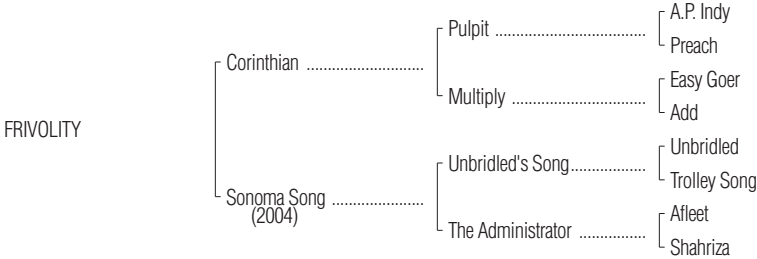 A.P. Indy
Pulpit ....................................
Preach
Corinthian ............................
Easy Goer
Multiply ................................
Add
FRIVOLITY
Unbridled
Unbridled's Song..................
Trolley Song
Sonoma Song ......................
(2004)
Afleet
The Administrator ................
Shahriza